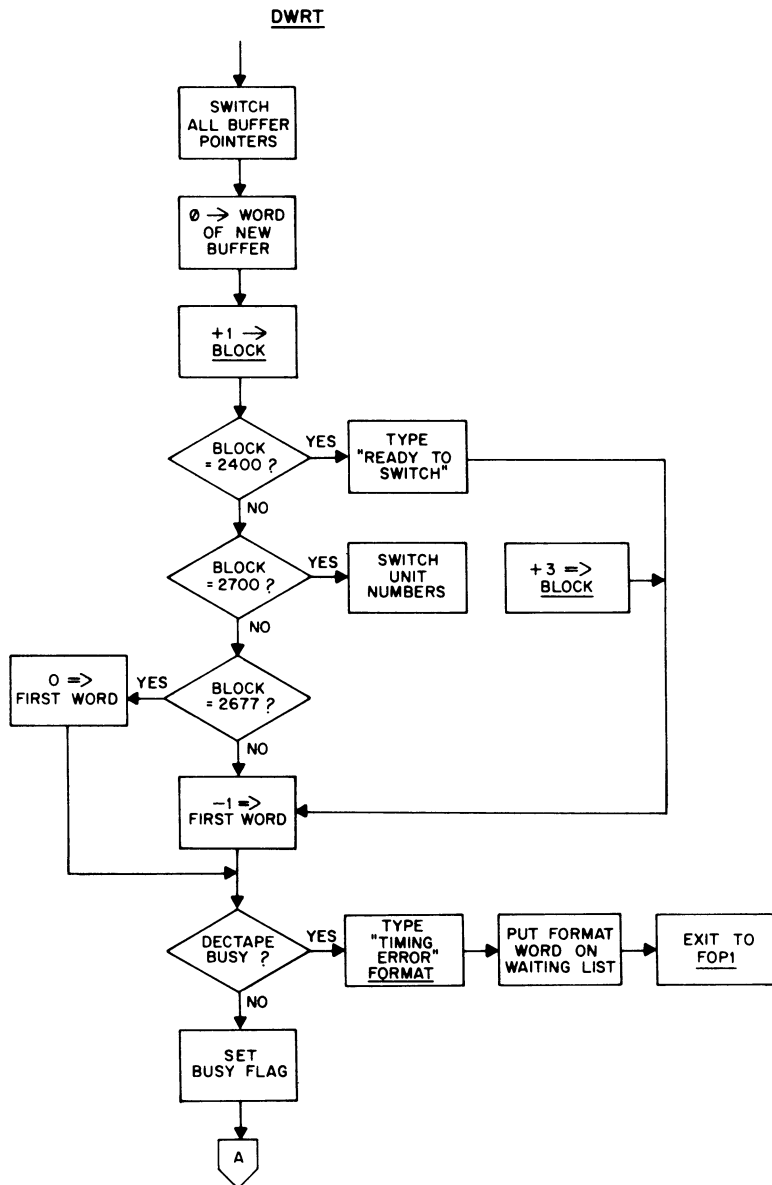 DWRT
SWITCH
ALL BUFFER
POINTERS
Ø → WORD
OF NEW
BUFFER
+1 →
BLOCK
BLOCK
= 2400 ?
YES
TYPE
"READY TO
SWITCH"
NO
BLOCK
= 2700 ?
YES
SWITCH
UNIT
NUMBERS
+3 =>
BLOCK
NO
BLOCK
= 2677 ?
YES
0 =>
FIRST WORD
NO
-1 =>
FIRST WORD
DECTAPE
BUSY ?
YES
TYPE
"TIMING
ERROR"
FORMAT
PUT FORMAT
WORD ON
WAITING LIST
EXIT TO
FOP1
NO
SET
BUSY FLAG
A